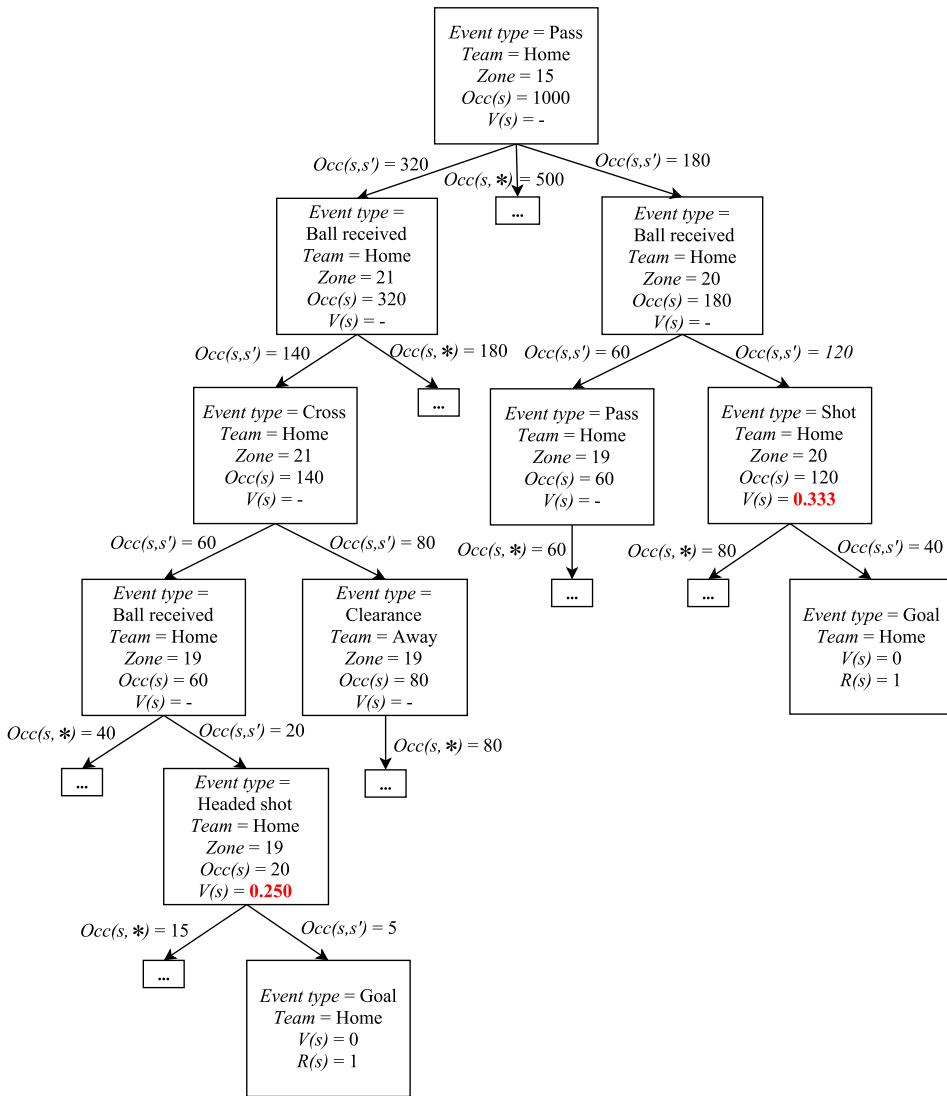 Event type = Pass
Team = Home
Zone = 15
Occ(s) = 1000
V(s) = -
Occ(s,s') = 320
Occ(s,*) = 500
Occ(s,s') = 180
...
Event type =
Ball received
Team = Home
Zone = 21
Occ(s) = 320
V(s) = -
Event type =
Ball received
Team = Home
Zone = 20
Occ(s) = 180
V(s) = -
Occ(s,s') = 140
Occ(s,*) = 180
Occ(s,s') = 60
Occ(s,s') = 120
...
Event type = Cross
Team = Home
Zone = 21
Occ(s) = 140
V(s) = -
Event type = Pass
Team = Home
Zone = 19
Occ(s) = 60
V(s) = -
Event type = Shot
Team = Home
Zone = 20
Occ(s) = 120
V(s) = 0.333
Occ(s,s') = 60
Occ(s,s') = 80
Occ(s,*) = 60
Occ(s,*) = 80
Occ(s,s') = 40
...
...
Event type =
Ball received
Team = Home
Zone = 19
Occ(s) = 60
V(s) = -
Event type =
Clearance
Team = Away
Zone = 19
Occ(s) = 80
V(s) = -
Event type = Goal
Team = Home
V(s) = 0
R(s) = 1
Occ(s,*) = 40
Occ(s,s') = 20
Occ(s,*) = 80
...
...
Event type =
Headed shot
Team = Home
Zone = 19
Occ(s) = 20
V(s) = 0.250
Occ(s,*) = 15
Occ(s,s') = 5
...
Event type = Goal
Team = Home
V(s) = 0
R(s) = 1